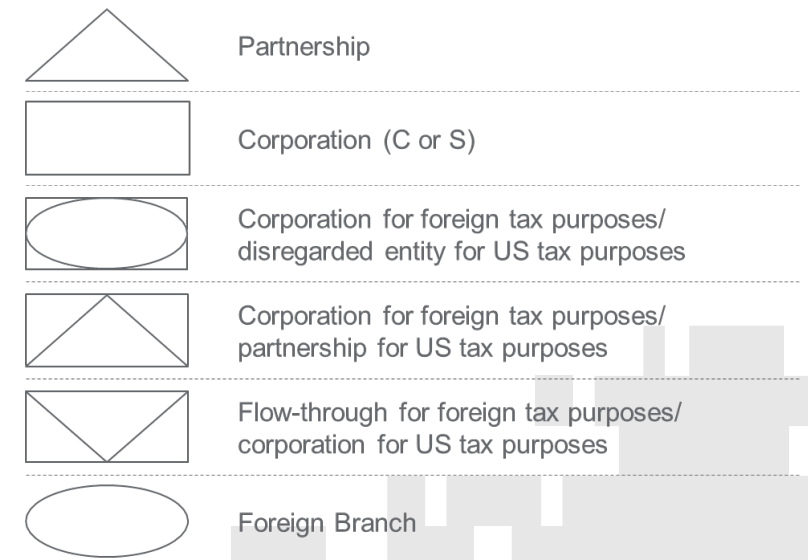 Partnership
Corporation (C or S)
Corporation for foreign tax purposes/
disregarded entity for US tax purposes
Corporation for foreign tax purposes/
partnership for US tax purposes
Flow-through for foreign tax purposes/
corporation for US tax purposes
Foreign Branch